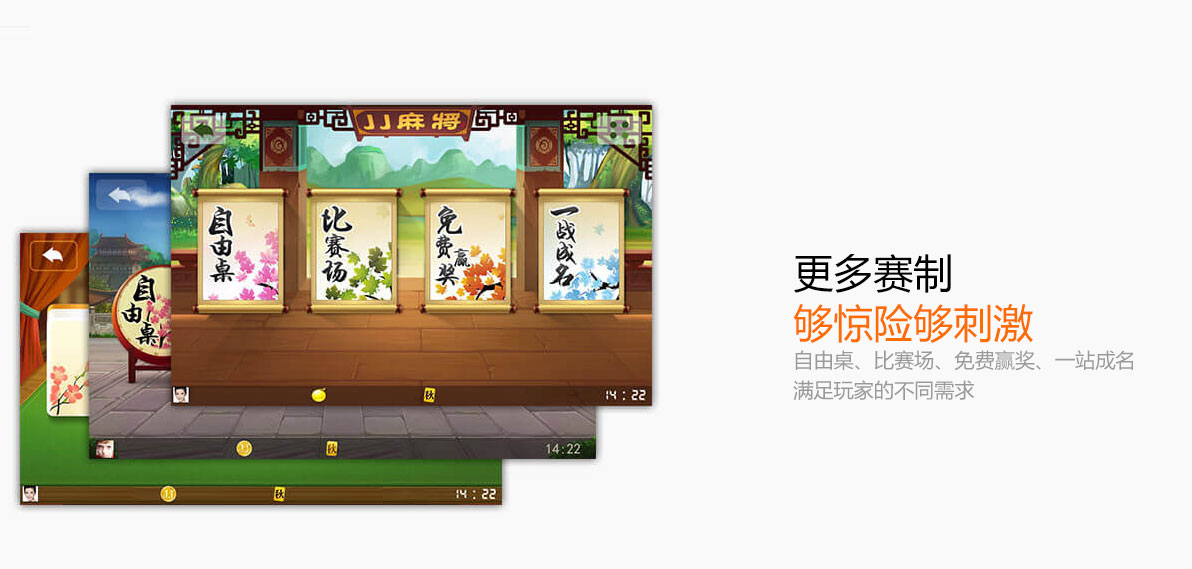 JJ麻將
自由桌
比赛场
免费赢奖
一战成名
14:22
自由桌
14:22
14:22
秋
秋
秋
更多赛制
够惊险够刺激
自由桌、比赛场、免费赢奖、一站成名
满足玩家的不同需求